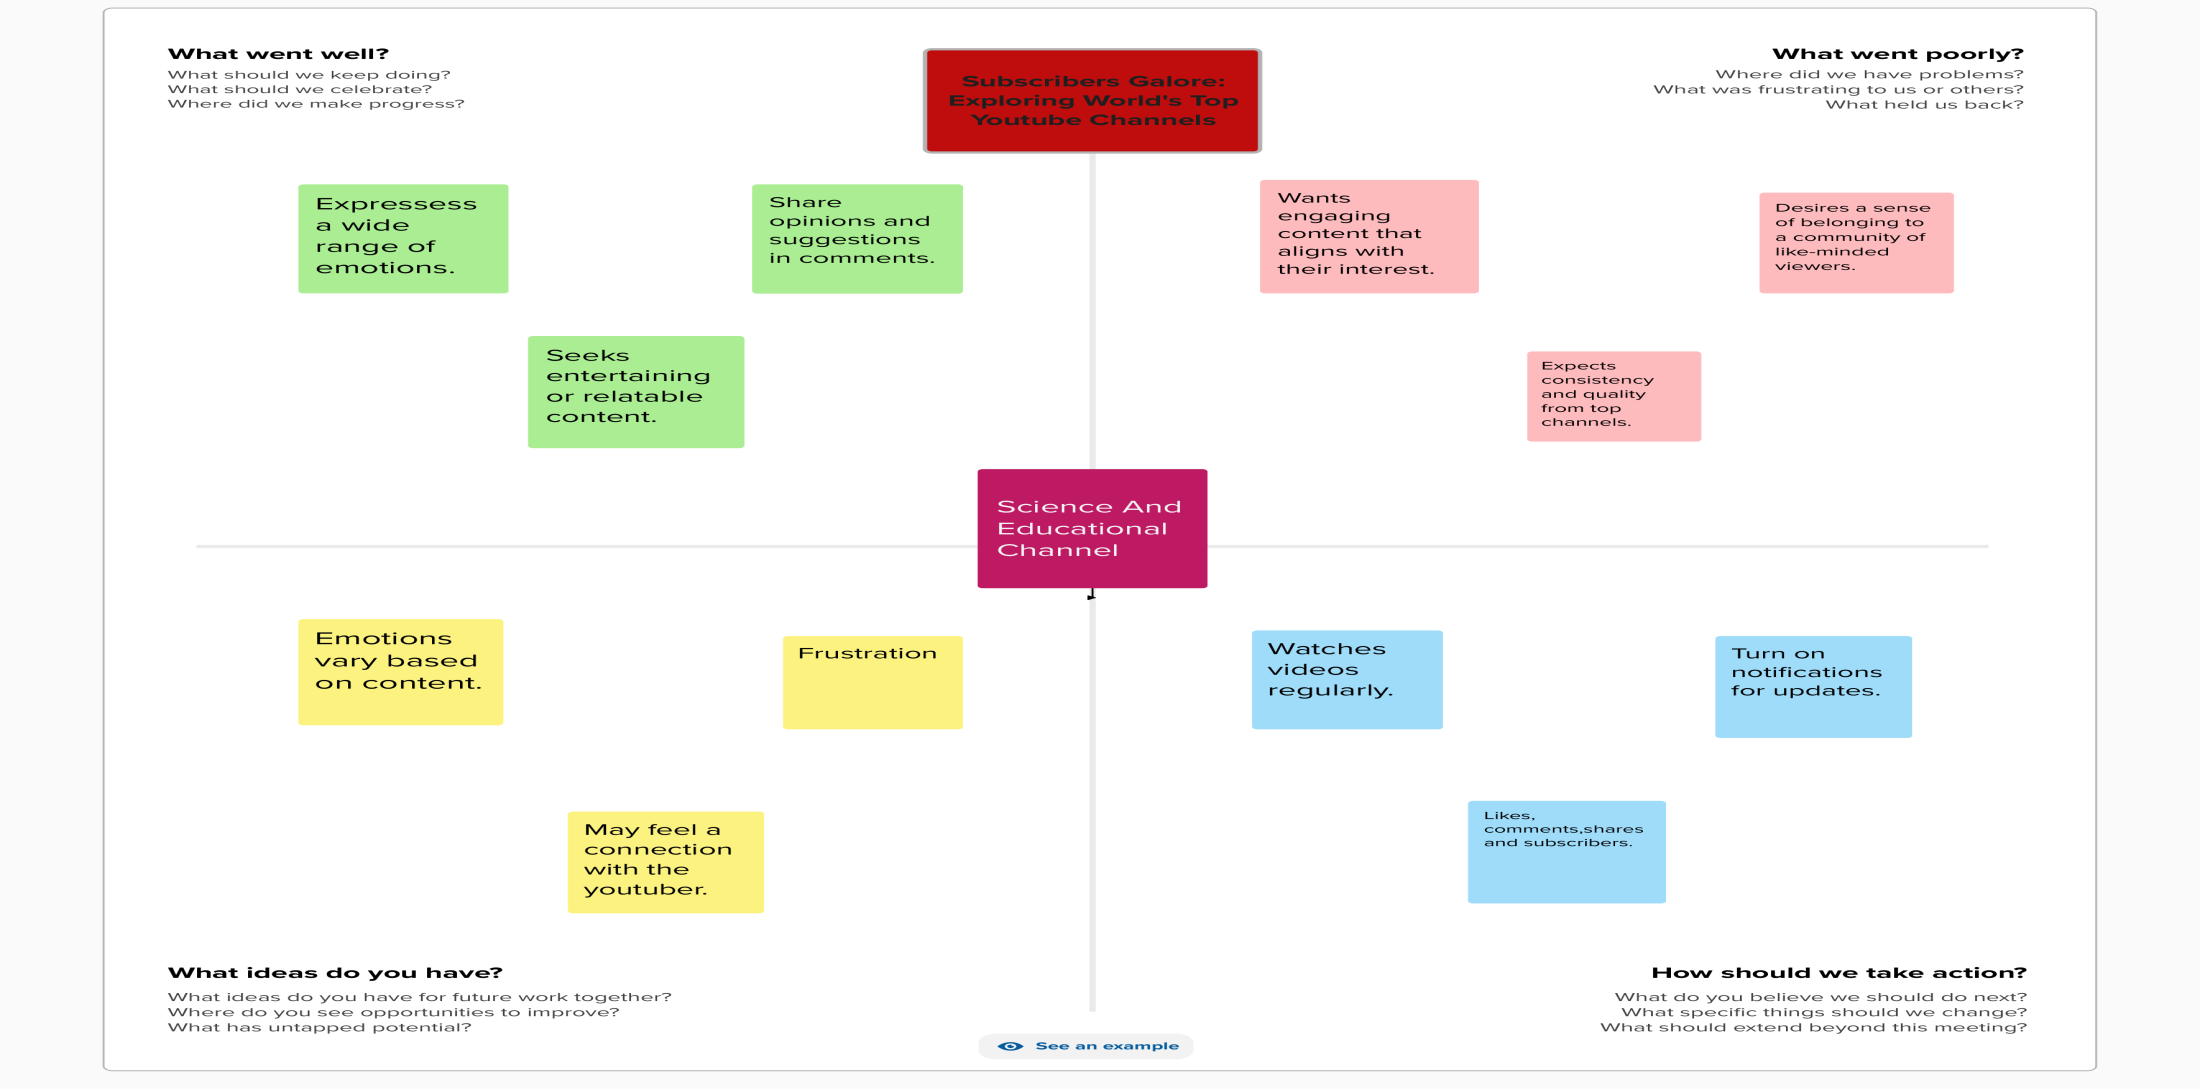 What went well?
What should we keep doing?
What should we celebrate?
Where did we make progress?
Subscribers Galore:
Exploring World's Top
Youtube Channels
What went poorly?
Where did we have problems?
What was frustrating to us or others?
What held us back?
Expressess
a wide
range of
emotions.
Share
opinions and
suggestions
in comments.
Seeks
entertaining
or relatable
content.
Wants
engaging
content that
aligns with
their interest.
Desires a sense
of belonging to
a community of
like-minded
viewers.
Expects
consistency
and quality
from top
channels.
Science And
Educational
Channel
Emotions
vary based
on content.
Frustration
May feel a
connection
with the
youtuber.
Watches
videos
regularly.
Turn on
notifications
for updates.
Likes,
comments,shares
and subscribers.
What ideas do you have?
What ideas do you have for future work together?
Where do you see opportunities to improve?
What has untapped potential?
How should we take action?
What do you believe we should do next?
What specific things should we change?
What should extend beyond this meeting?
See an example